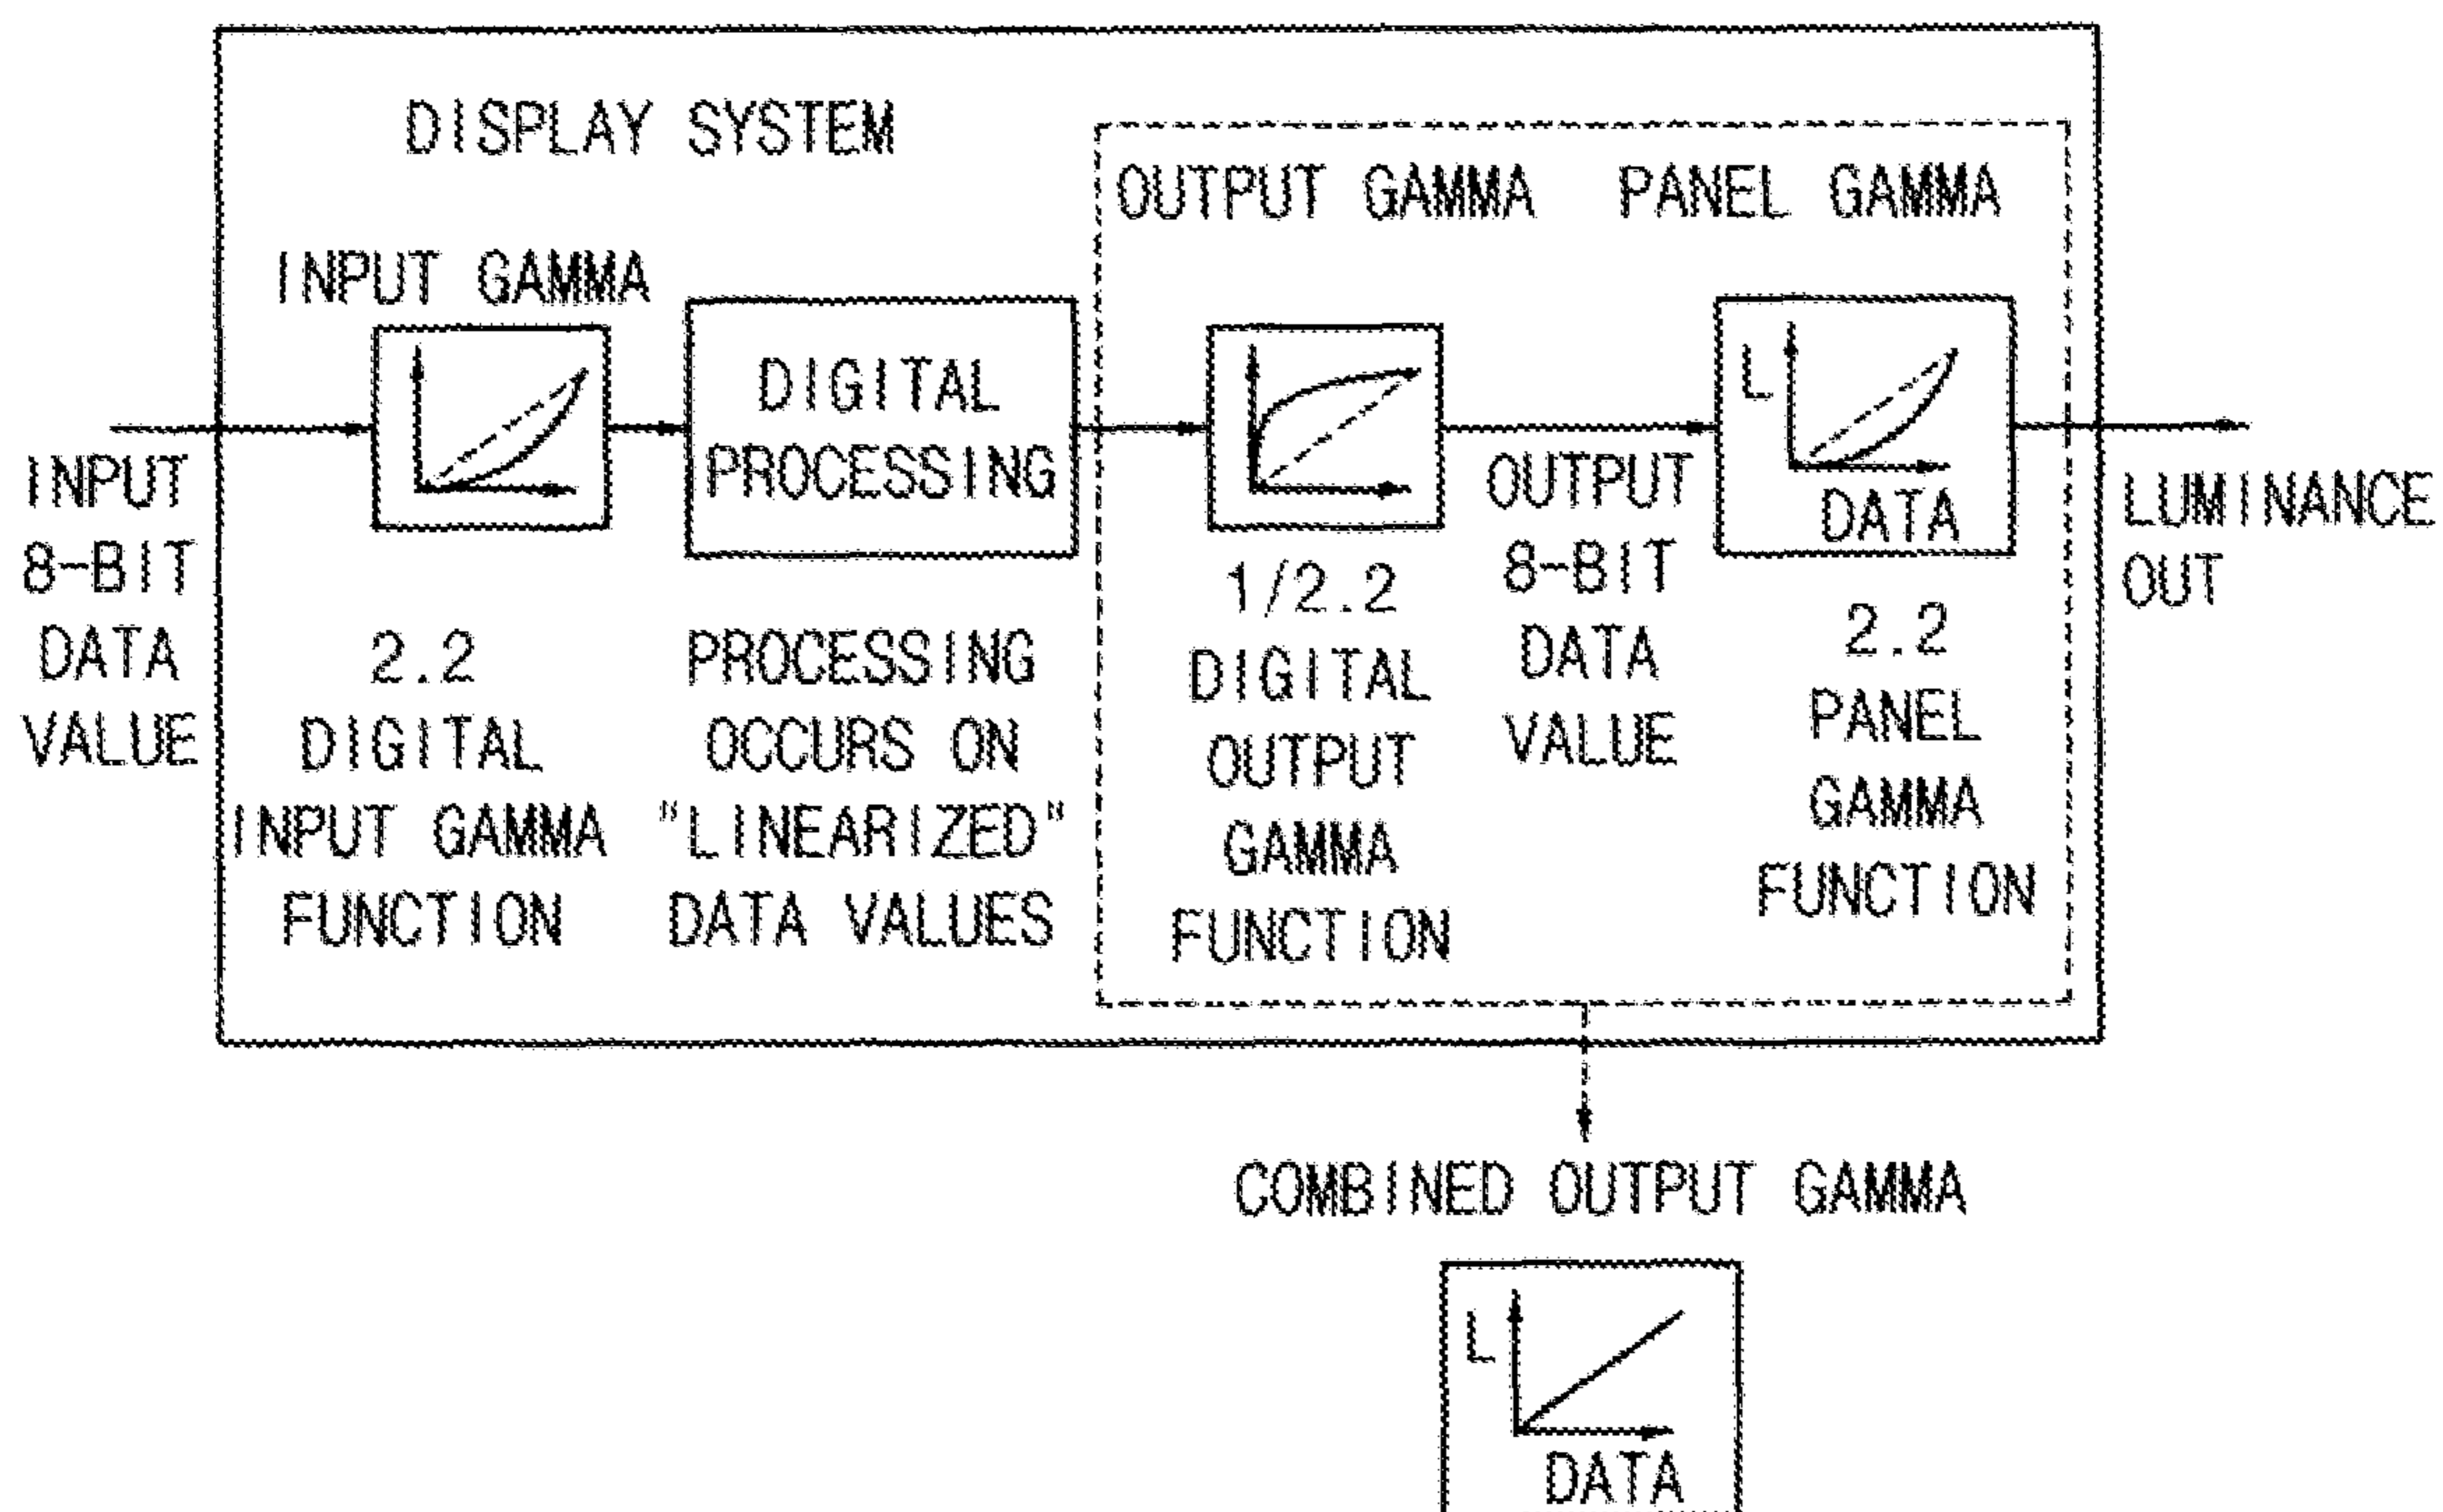 DISPLAY SYSTEM
OUTPUT GAMMA
PANEL GAMMA
INPUT GAMMA
INPUT
8-BIT
DATA
VALUE
DIGITAL
PROCESSING
2.2
DIGITAL
INPUT GAMMA
FUNCTION
PROCESSING
OCCURS ON
"LINEARIZED"
DATA VALUES
1/2.2
DIGITAL
OUTPUT
GAMMA
FUNCTION
OUTPUT
8-BIT
DATA
VALUE
L
DATA
2.2
PANEL
GAMMA
FUNCTION
LUMINANCE
OUT
COMBINED OUTPUT GAMMA
L
DATA